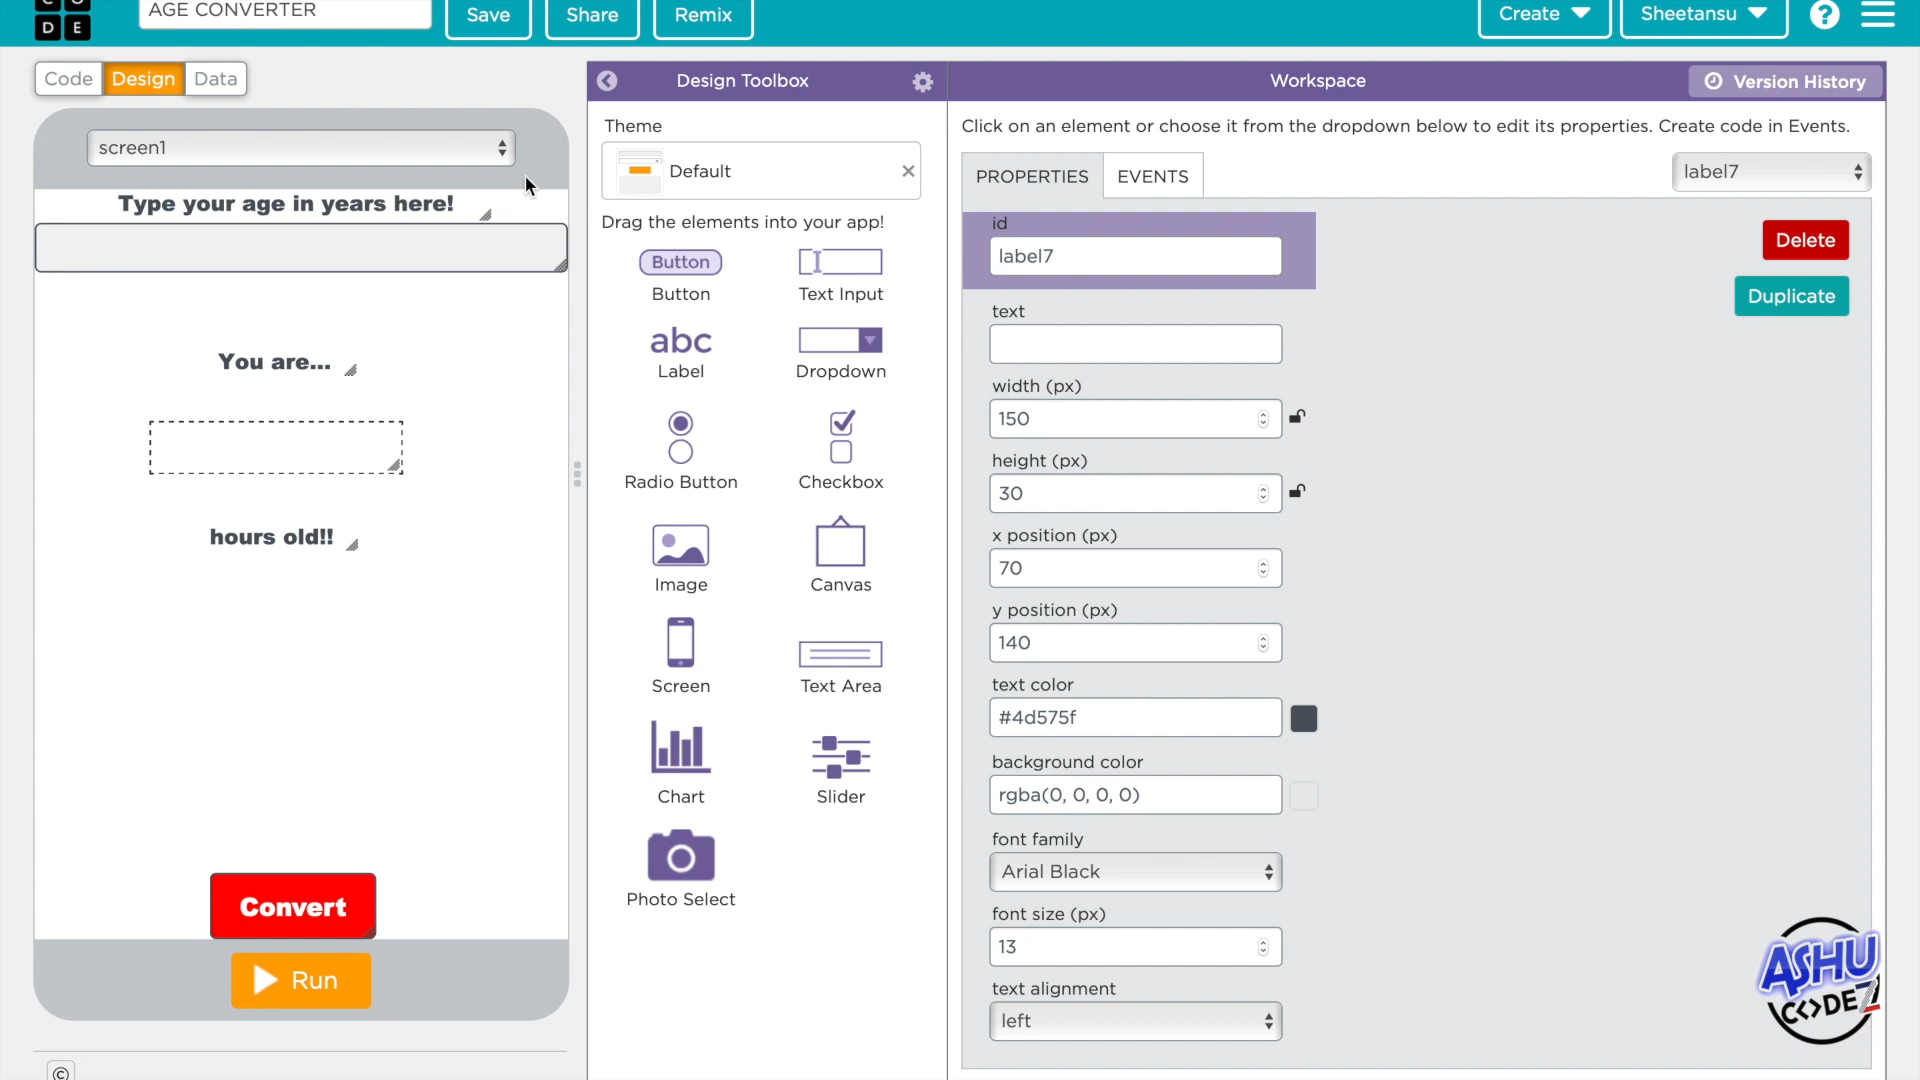 C O
D E
AGE CONVERTER
Save
Share
Remix
Create
Sheetansu
?
Code
Design
Data
Design Toolbox
Workspace
Version History
screen1
Type your age in years here!
You are...
hours old!!
Convert
Run
©
Theme
Default
Drag the elements into your app!
Button
Button
Text Input
abc
Label
Dropdown
Radio Button
Checkbox
Image
Canvas
Screen
Text Area
Chart
Slider
Photo Select
Click on an element or choose it from the dropdown below to edit its properties. Create code in Events.
PROPERTIES
EVENTS
label7
id
label7
Delete
Duplicate
text
width (px)
150
height (px)
30
x position (px)
70
y position (px)
140
text color
#4d575f
background color
rgba(0, 0, 0, 0)
font family
Arial Black
font size (px)
13
text alignment
left
ASHU
C<>DEZ